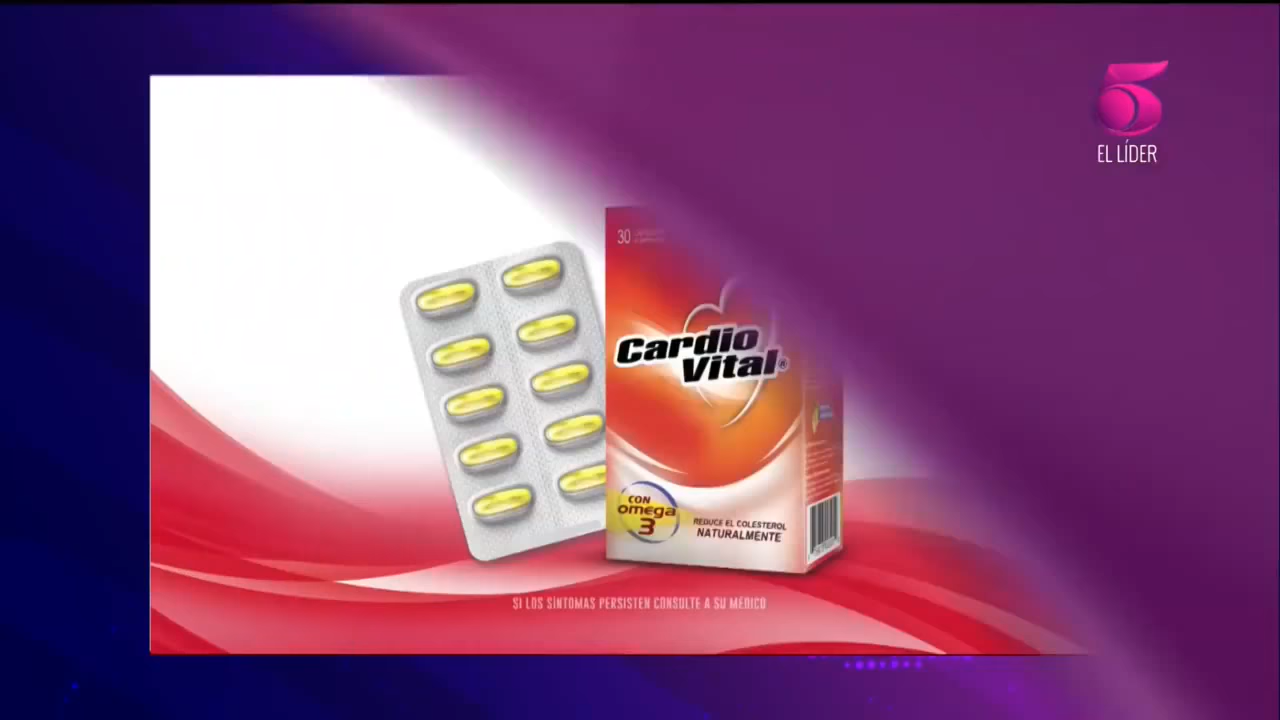 5
EL LÍDER
30
Cardio
Vital®
CON
omega
3
REDUCE EL COLESTEROL
NATURALMENTE
SI LOS SÍNTOMAS PERSISTEN CONSULTE A SU MÉDICO